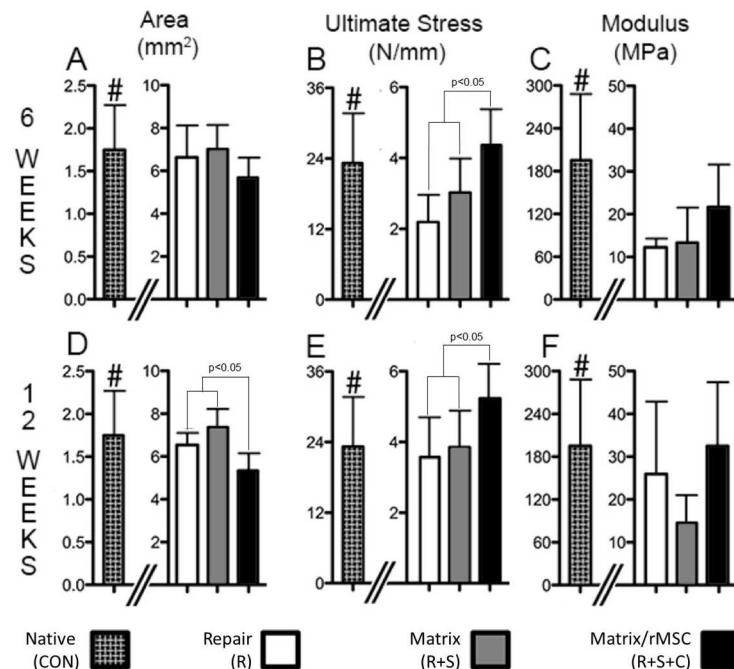 Area
(mm²)
Ultimate Stress
(N/mm)
Modulus
(MPa)
6 WEEKS
A
#
2.5
2.0
1.5
1.0
0.5
0.0
10
8
6
4
2
B
#
36
24
12
0
p<0.05
6
4
2
C
#
300
240
180
120
60
0
50
40
30
20
10
12 WEEKS
D
#
2.5
2.0
1.5
1.0
0.5
0.0
p<0.05
10
8
6
4
2
E
#
36
24
12
0
p<0.05
6
4
2
F
#
300
240
180
120
60
0
50
40
30
20
10
Native
(CON)
Repair
(R)
Matrix
(R+S)
Matrix/rMSC
(R+S+C)